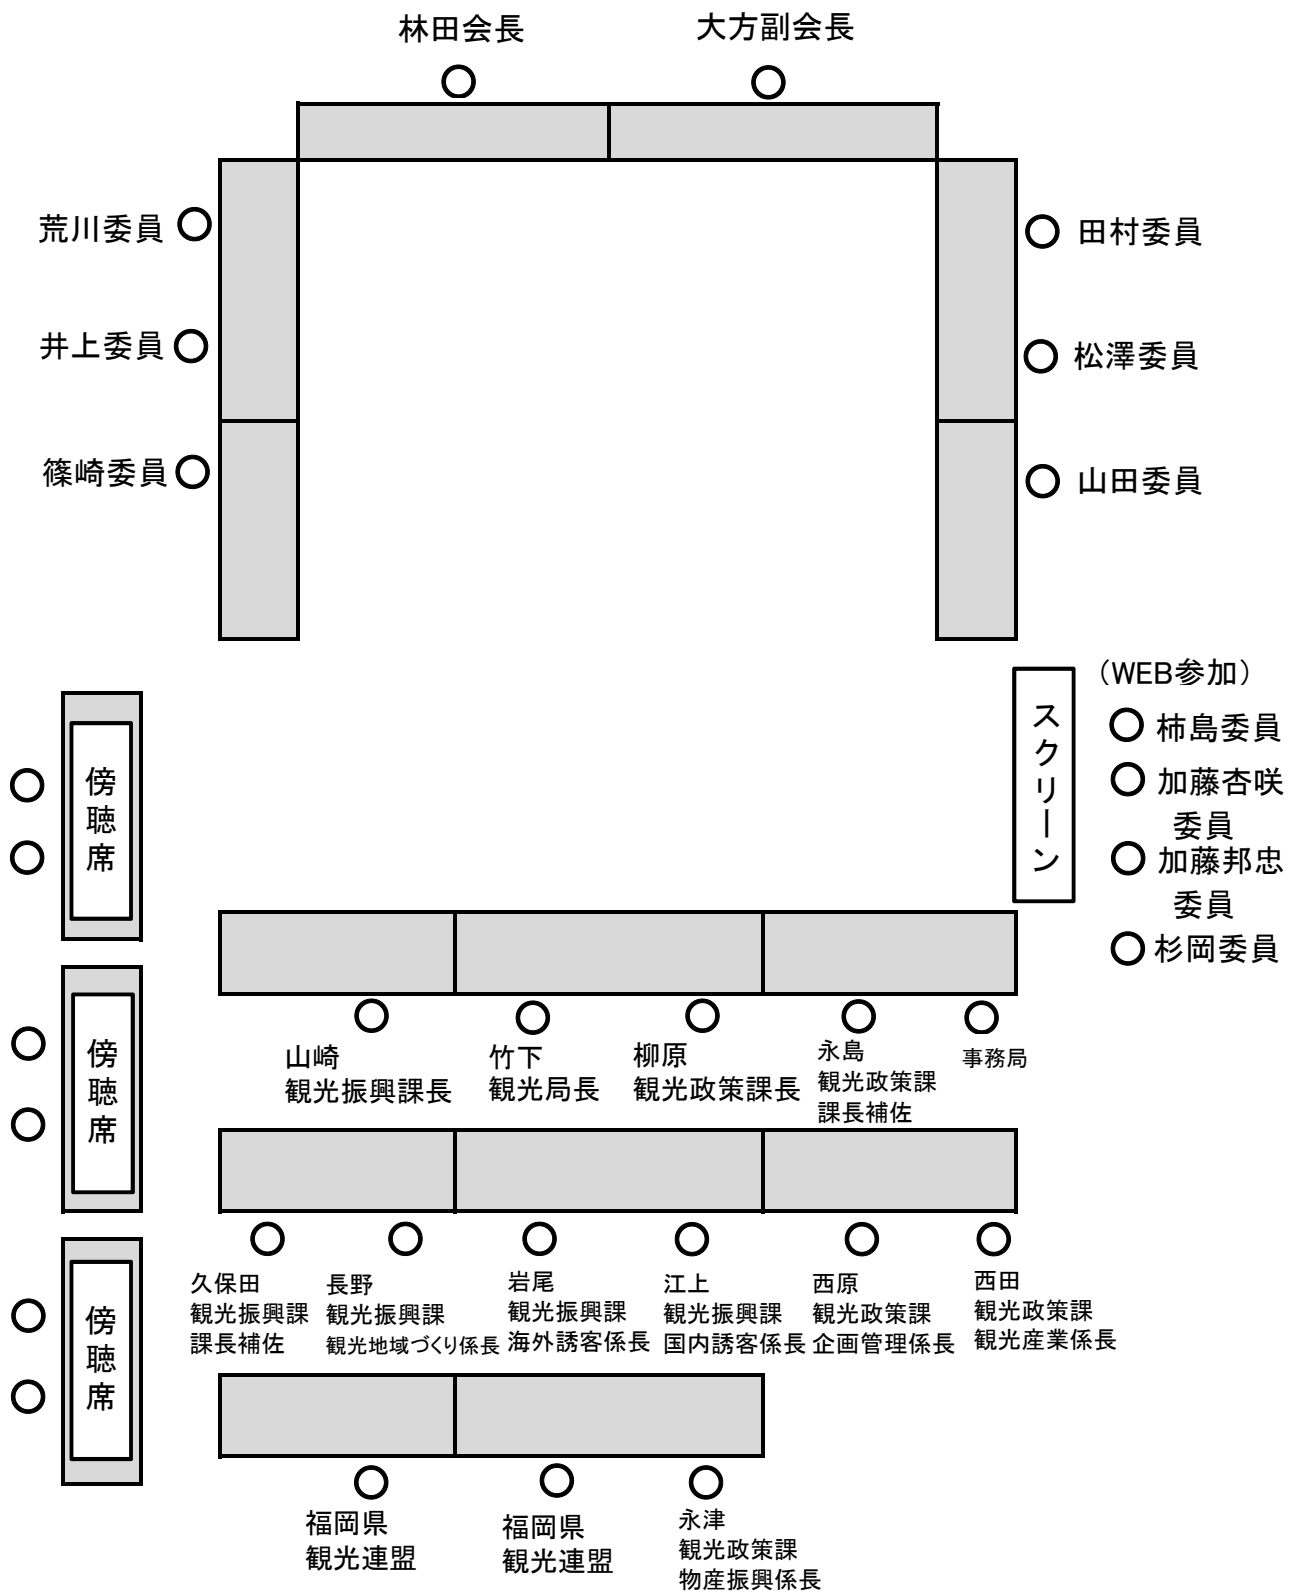 林田会長
大方副会長
荒川委員
田村委員
井上委員
松澤委員
篠崎委員
山田委員
（WEB参加）
スクリーン
柿島委員
加藤杏咲
委員
加藤邦忠
委員
杉岡委員
傍聴席
山崎
観光振興課長
竹下
観光局長
柳原
観光政策課長
永島
観光政策課
課長補佐
事務局
傍聴席
久保田
観光振興課
課長補佐
長野
観光振興課
観光地域づくり係長
岩尾
観光振興課
海外誘客係長
江上
観光振興課
国内誘客係長
西原
観光政策課
企画管理係長
西田
観光政策課
観光産業係長
傍聴席
福岡県
観光連盟
福岡県
観光連盟
永津
観光政策課
物産振興係長